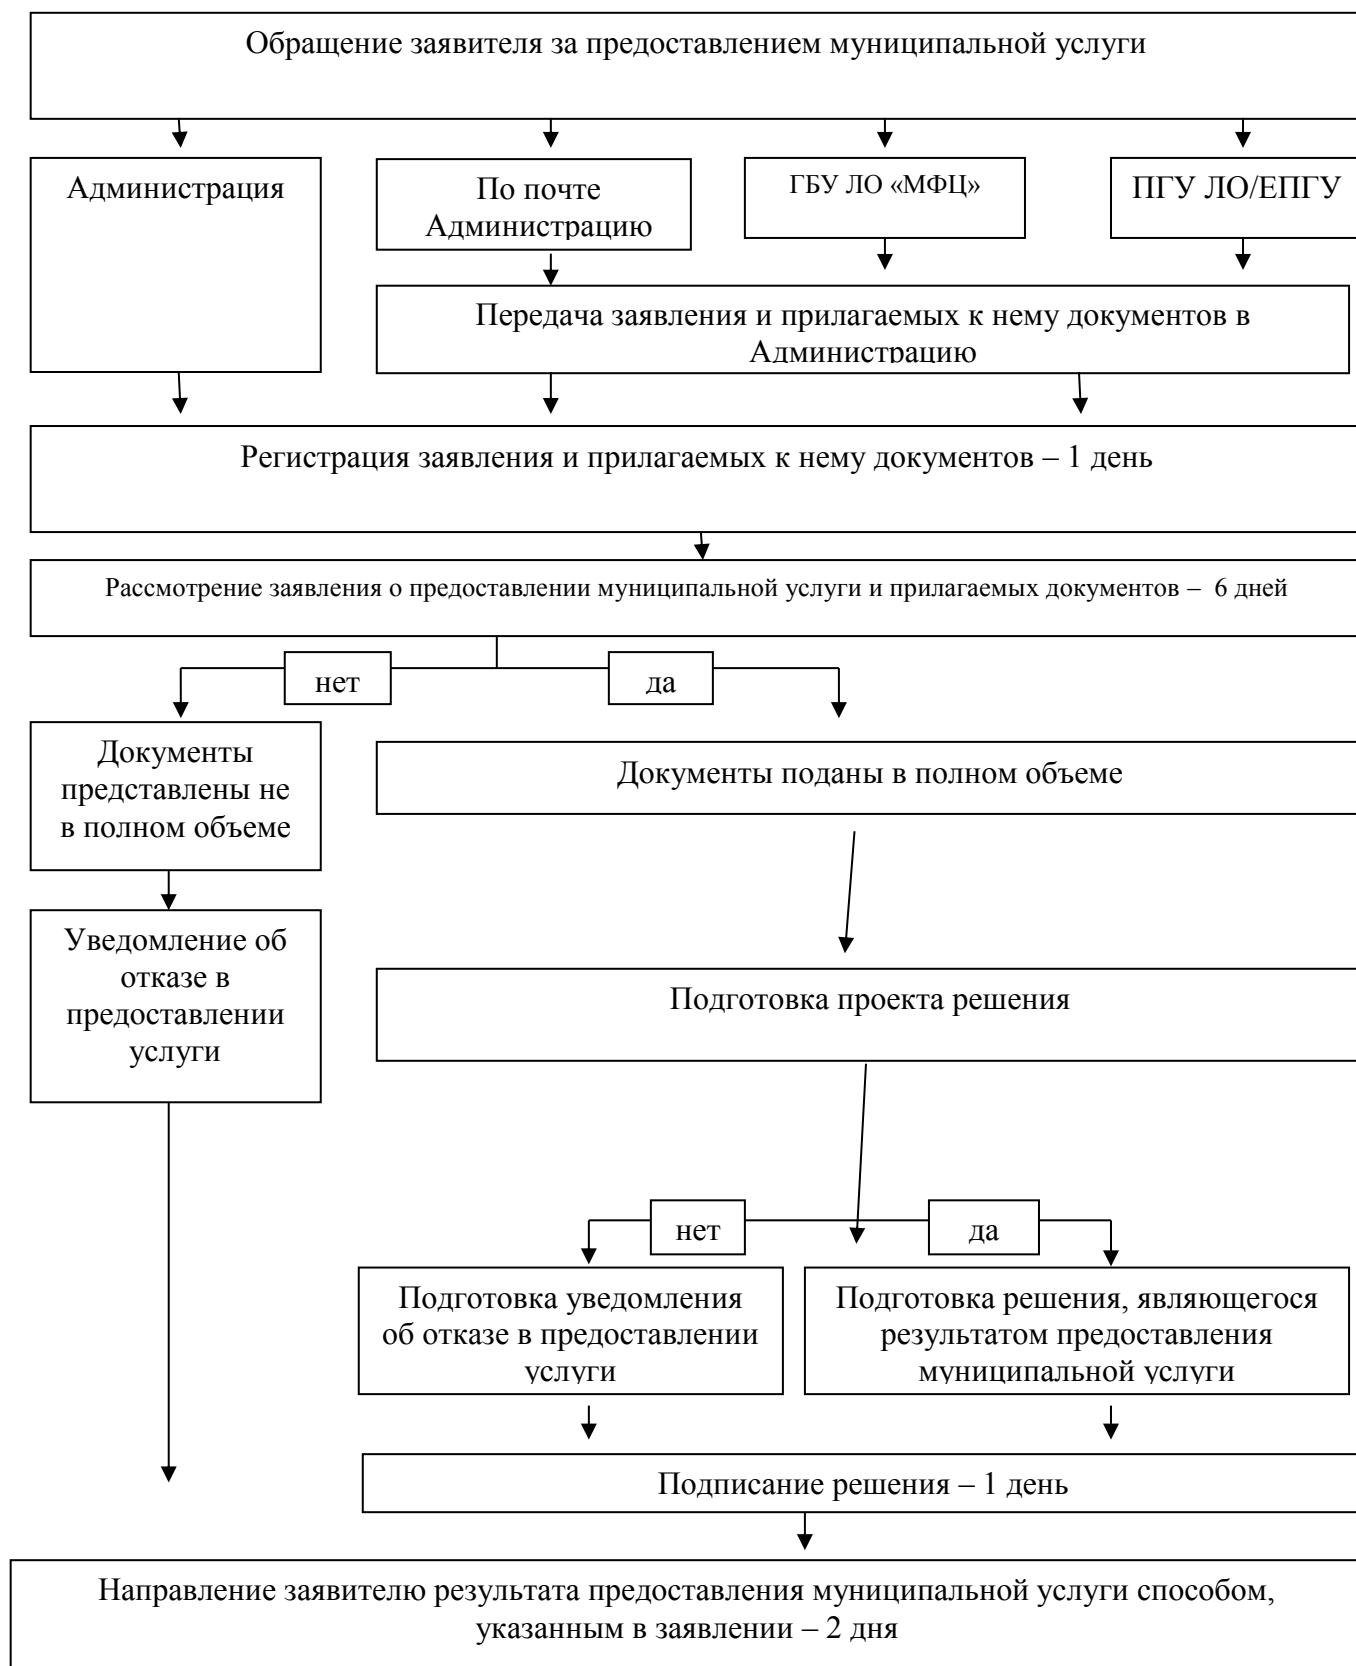 Обращение заявителя за предоставлением муниципальной услуги
Администрация
По почте
Администрацию
ГБУ ЛО «МФЦ»
ПГУ ЛО/ЕПГУ
Передача заявления и прилагаемых к нему документов в
Администрацию
Регистрация заявления и прилагаемых к нему документов – 1 день
Рассмотрение заявления о предоставлении муниципальной услуги и прилагаемых документов – 6 дней
нет
да
Документы
представлены не
в полном объеме
Документы поданы в полном объеме
Уведомление об
отказе в
предоставлении
услуги
Подготовка проекта решения
нет
да
Подготовка уведомления
об отказе в предоставлении
услуги
Подготовка решения, являющегося
результатом предоставления
муниципальной услуги
Подписание решения – 1 день
Направление заявителю результата предоставления муниципальной услуги способом,
указанным в заявлении – 2 дня